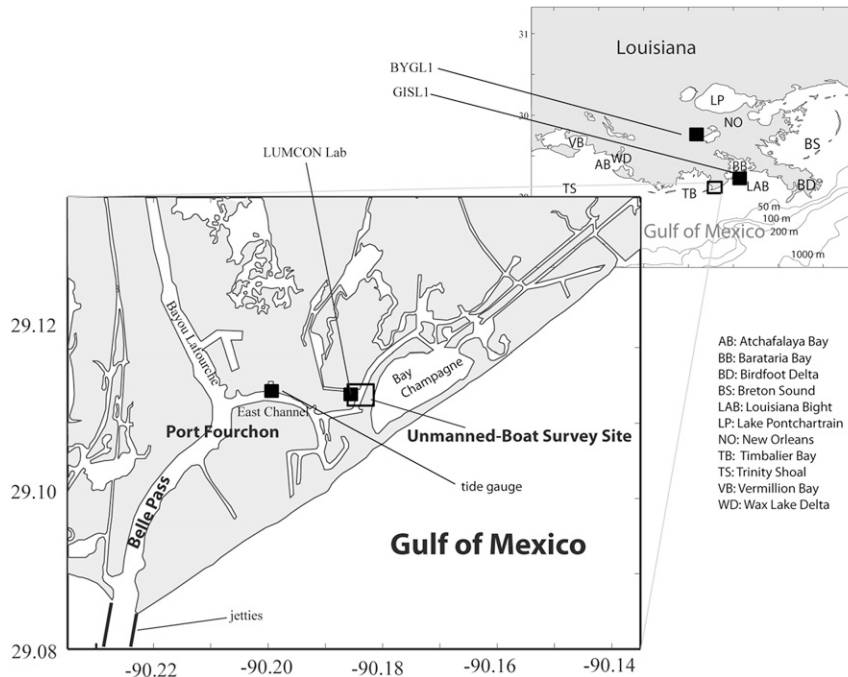 31
Louisiana
BYGL1
GISL1
LP
30
NO
VB
BS
WD
AB
BB
LUMCON Lab
TS
TB
LAB
BD
50 m
100 m
200 m
Gulf of Mexico
1000 m
29.12
Bayou Lafourche
Bay
Champagne
East Channel
Port Fourchon
Unmanned-Boat Survey Site
tide gauge
29.10
Belle Pass
Gulf of Mexico
jetties
29.08
-90.22
-90.20
-90.18
-90.16
-90.14
AB: Atchafalaya Bay
BB: Barataria Bay
BD: Birdfoot Delta
BS: Breton Sound
LAB: Louisiana Bight
LP: Lake Pontchartrain
NO: New Orleans
TB: Timbalier Bay
TS: Trinity Shoal
VB: Vermillion Bay
WD: Wax Lake Delta